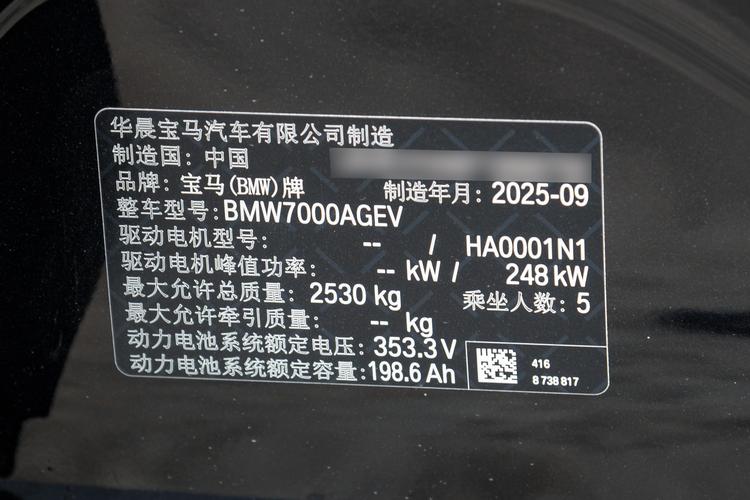 华晨宝马汽车有限公司制造
制造国：中国
品牌：宝马(BMW)牌 制造年月：2025-09
整车型号：BMW7000AGEV
驱动电机型号： -- / HA0001N1
驱动电机峰值功率： -- kW / 248 kW
最大允许总质量：2530 kg 乘坐人数：5
最大允许牵引质量： -- kg
动力电池系统额定电压：353.3 V
动力电池系统额定容量：198.6 Ah
416
8 738 817